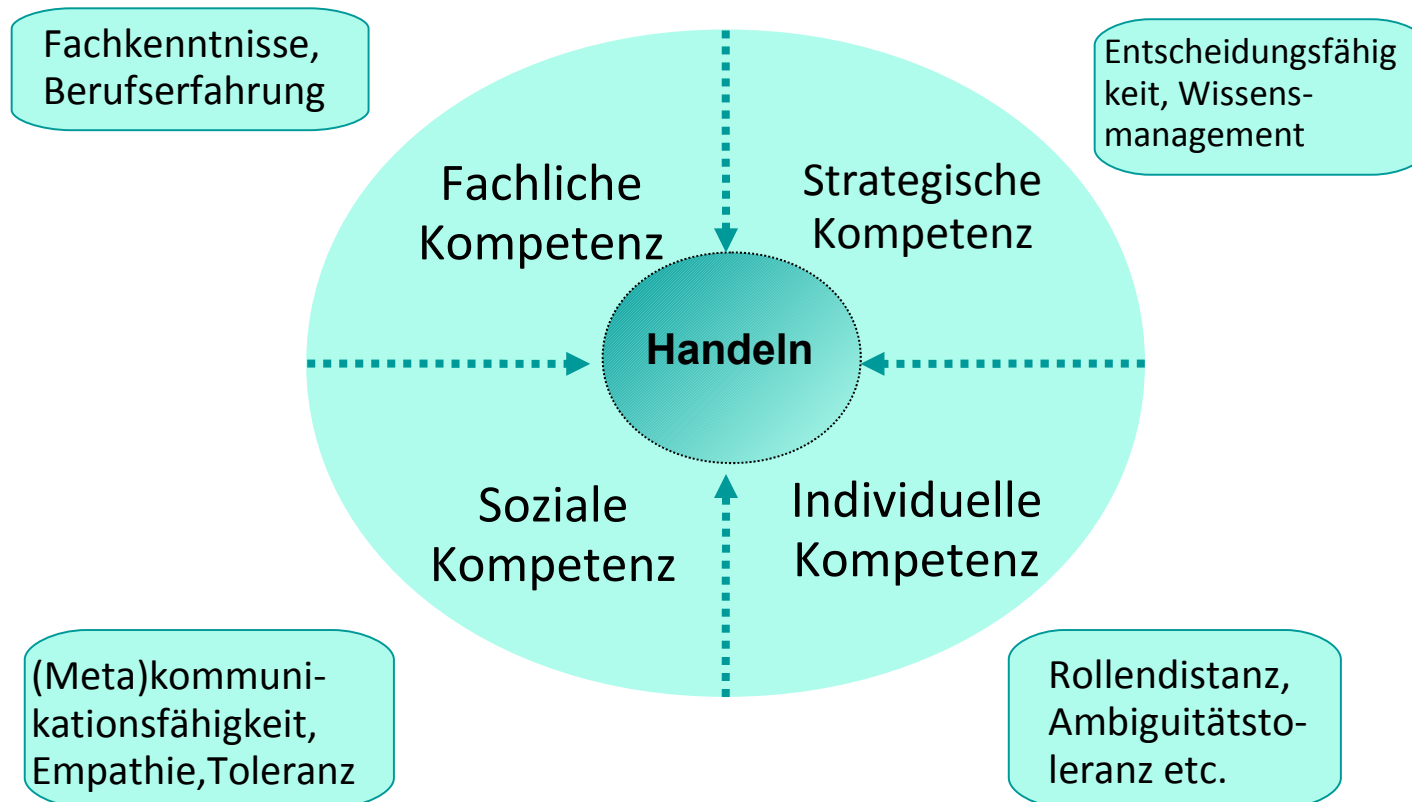 Fachkenntnisse,
Berufserfahrung
Entscheidungsfähig
keit, Wissens-
management
Fachliche
Kompetenz
Strategische
Kompetenz
Handeln
Soziale
Kompetenz
Individuelle
Kompetenz
(Meta)kommuni-
kationsfähigkeit,
Empathie,Toleranz
Rollendistanz,
Ambiguitätsto-
leranz etc.